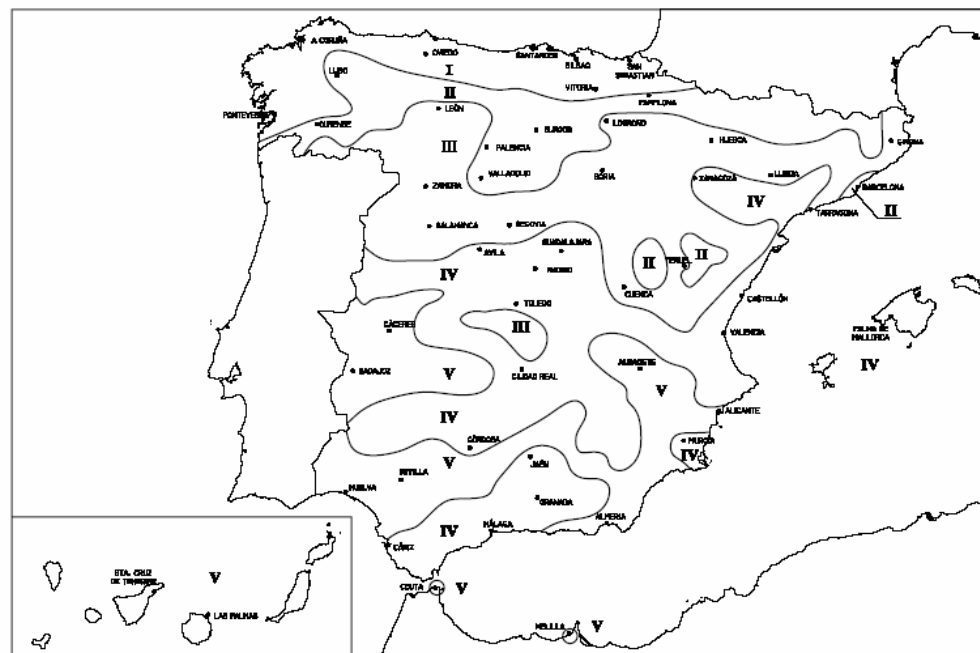 A CORUÑA
OVIEDO
SANTANDER
BILBAO
SAN
SEBASTIAN
I
LUGO
VITORIA
II
PAMPLONA
PONTEVEDRA
OURENSE
LEÓN
BURGOS
LOGROÑO
HUESCA
GIRONA
III
PALENCIA
VALLADOLID
ZAMORA
SORIA
ZARAGOZA
LLEIDA
BARCELONA
IV
TARRAGONA
II
SALAMANCA
SEGOVIA
GUADALAJARA
AVILA
IV
MADRID
II
TERUEL
II
CUENCA
TOLEDO
CASTELLÓN
CÁCERES
III
VALENCIA
PALMA DE
MALLORCA
IV
BADAJOZ
V
CIUDAD REAL
ALBACETE
V
IV
ALICANTE
CÓRDOBA
MURCIA
IV
V
JAÉN
SEVILLA
HUELVA
GRANADA
ALMERIA
MÁLAGA
IV
CÁDIZ
CEUTA
V
MELILLA
V
STA. CRUZ
DE TENERIFE
V
LAS PALMAS